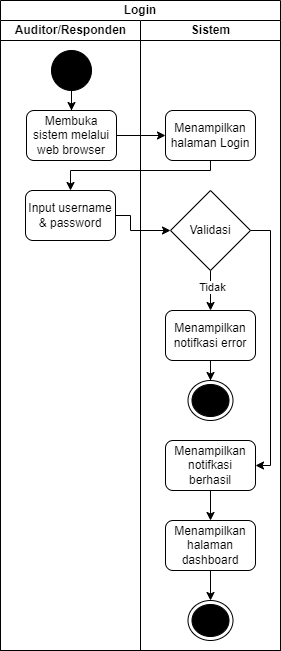 Login
Auditor/Responden
Sistem
Membuka
sistem melalui
web browser
Menampilkan
halaman Login
Input username
& password
Validasi
Tidak
Menampilkan
notifkasi error
Menampilkan
notifkasi
berhasil
Menampilkan
halaman
dashboard